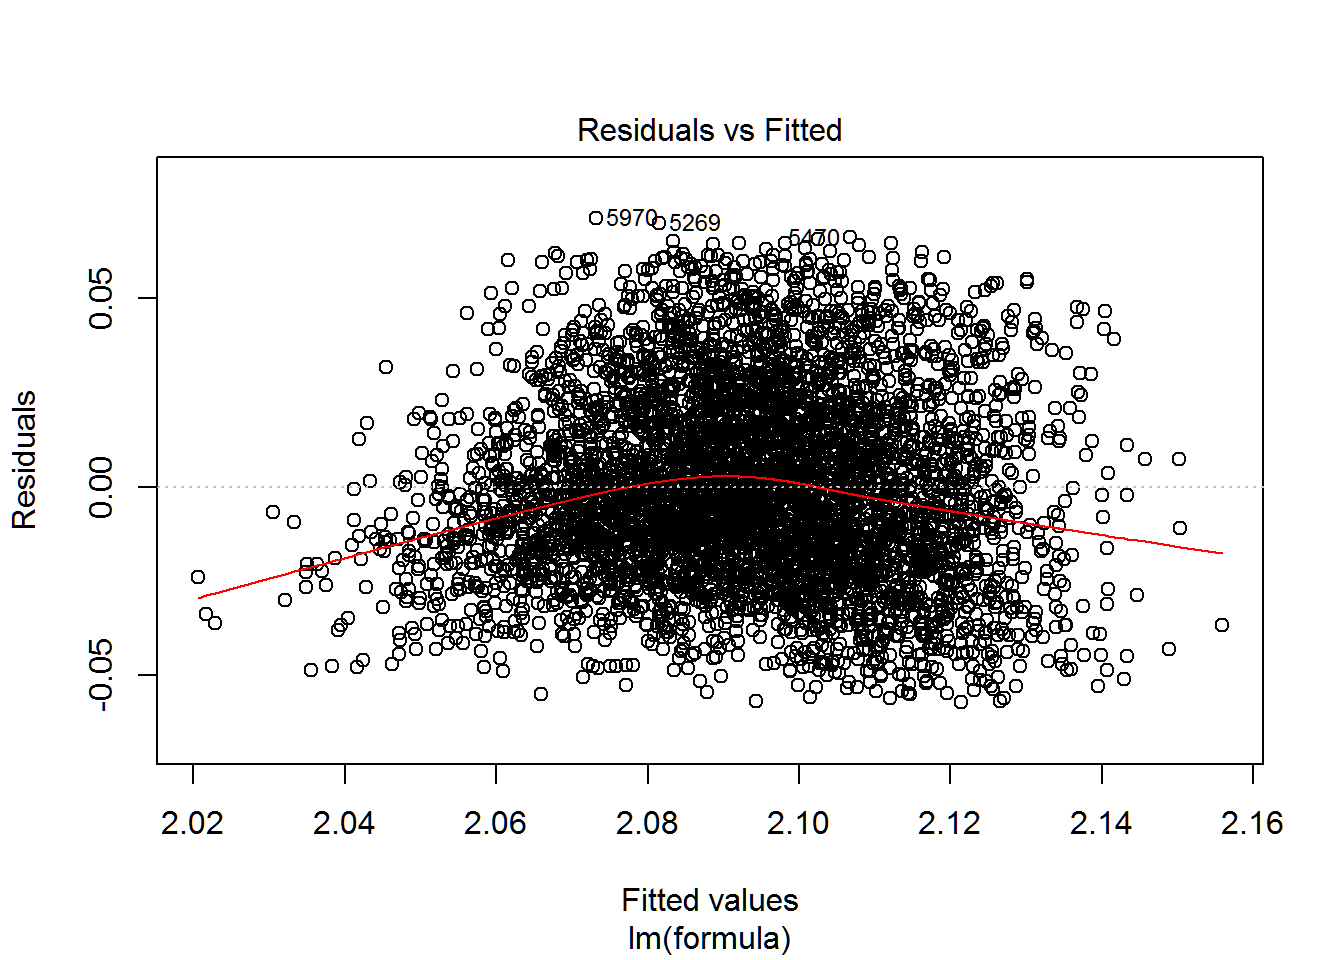 Residuals vs Fitted
5970
5269
5470
Residuals
0.05
0.00
-0.05
2.02 2.04 2.06 2.08 2.10 2.12 2.14 2.16
Fitted values
lm(formula)